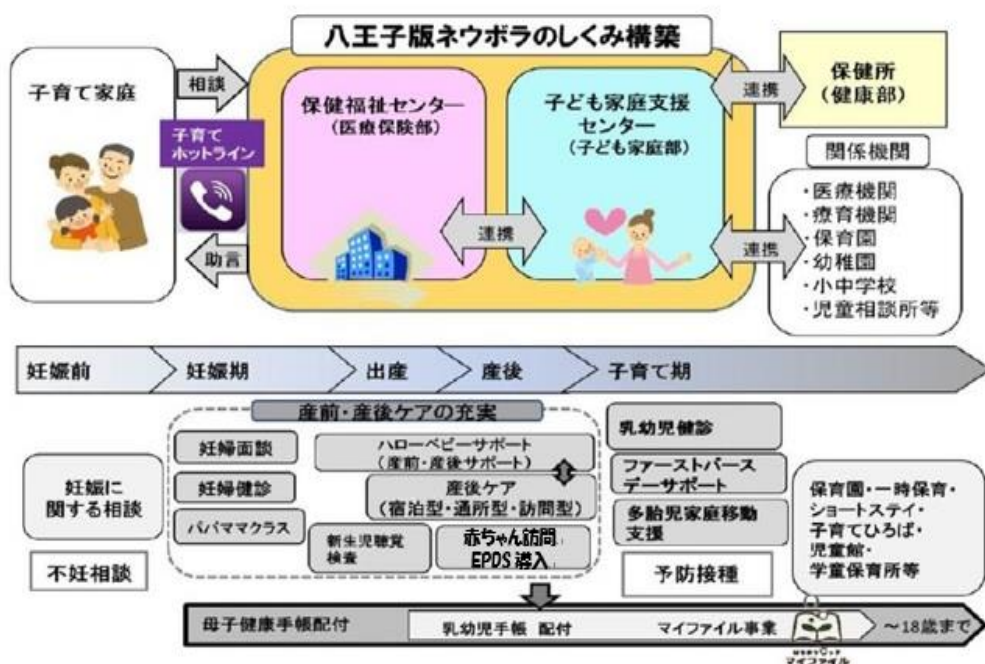 八王子版ネウボラのしくみ構築
子育て家庭
相談
子育て
ホットライン
助言
保健福祉センター
(医療保険部)
連携
子ども家庭支援
センター
(子ども家庭部)
連携
保健所
(健康部)
関係機関
連携
・医療機関
・療育機関
・保育園
・幼稚園
・小中学校
・児童相談所等
妊娠前
妊娠期
出産
産後
子育て期
産前・産後ケアの充実
妊娠に
関する相談
不妊相談
妊婦面談
妊婦健診
パパママクラス
ハローベビーサポート
(産前・産後サポート)
産後ケア
(宿泊型・通所型・訪問型)
新生児聴覚
検査
赤ちゃん訪問
EPDS 導入
乳幼児健診
ファーストバース
デーサポート
多胎児家庭移動
支援
予防接種
保育園・一時保育・
ショートステイ・
子育てひろば・
児童館・
学童保育所等
母子健康手帳配付
乳幼児手帳 配付
マイファイル事業
～18歳まで
マイファイル